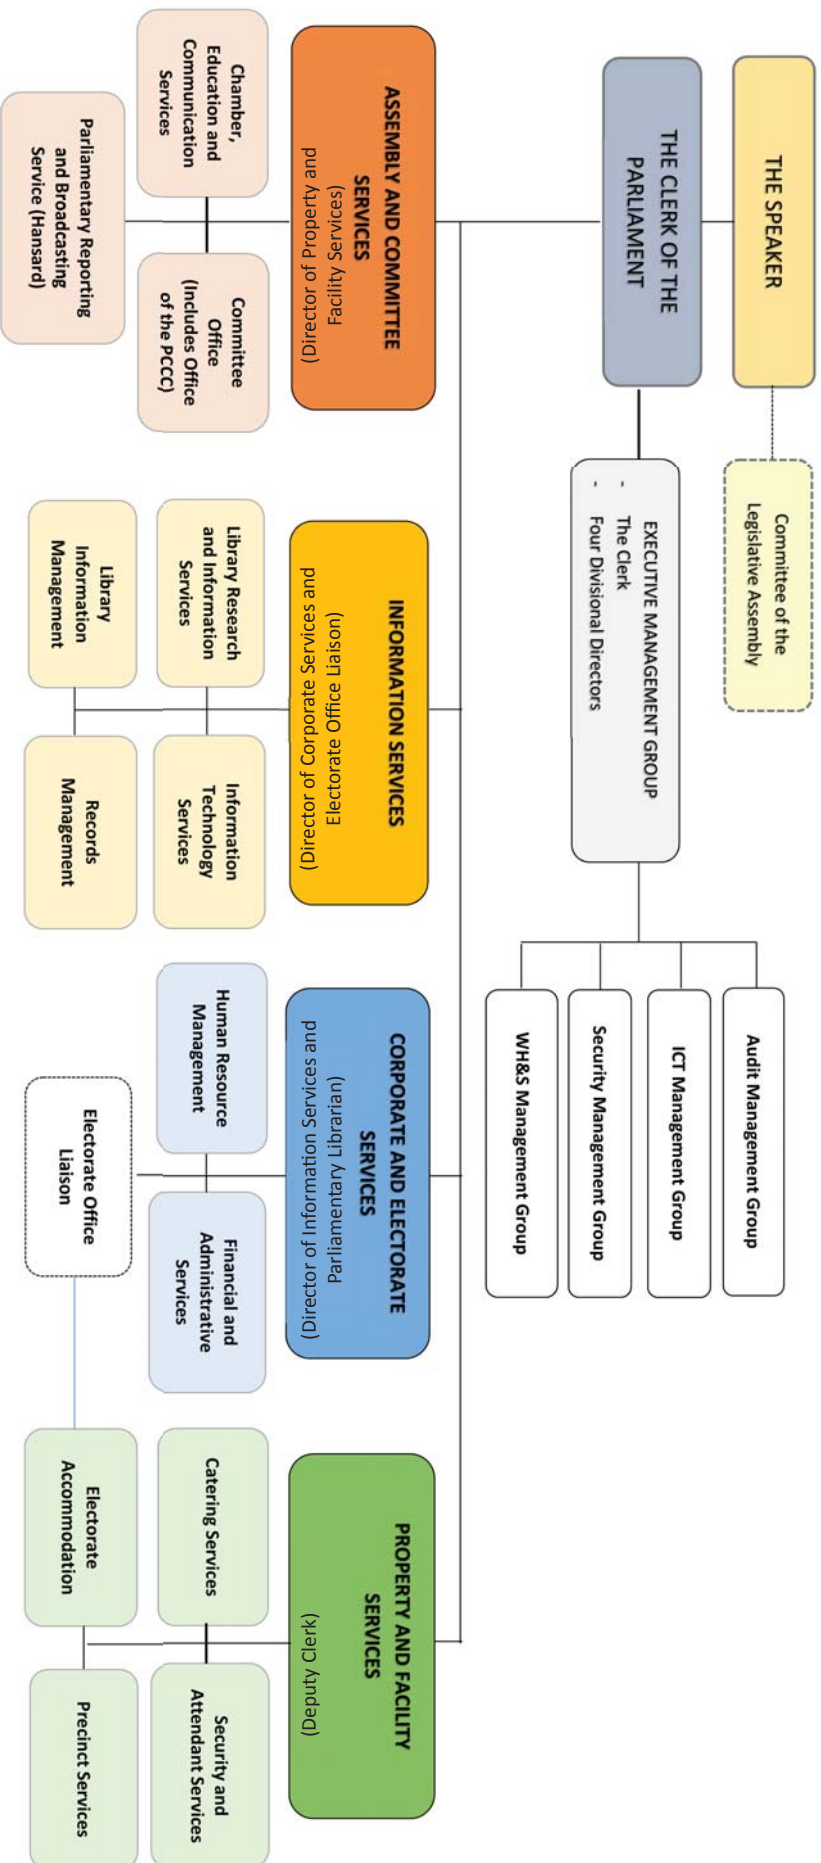 THE SPEAKER
Committee of the
Legislative Assembly
THE CLERK OF THE
PARLIAMENT
EXECUTIVE MANAGEMENT GROUP
- The Clerk
- Four Divisional Directors
Audit Management Group
ICT Management Group
Security Management Group
WH&S Management Group
ASSEMBLY AND COMMITTEE
SERVICES
(Director of Property and
Facility Services)
Chamber,
Education and
Communication
Services
Committee
Office
(Includes Office
of the PCCC)
Parliamentary Reporting
and Broadcasting
Service (Hansard)
INFORMATION SERVICES
(Director of Corporate Services and
Electorate Office Liaison)
Library Research
and Information
Services
Information
Technology
Services
Library
Information
Management
Records
Management
CORPORATE AND ELECTORATE
SERVICES
(Director of Information Services and
Parliamentary Librarian)
Human Resource
Management
Financial and
Administrative
Services
Electorate Office
Liaison
PROPERTY AND FACILITY
SERVICES
(Deputy Clerk)
Catering Services
Security and
Attendant Services
Electorate
Accommodation
Precinct Services